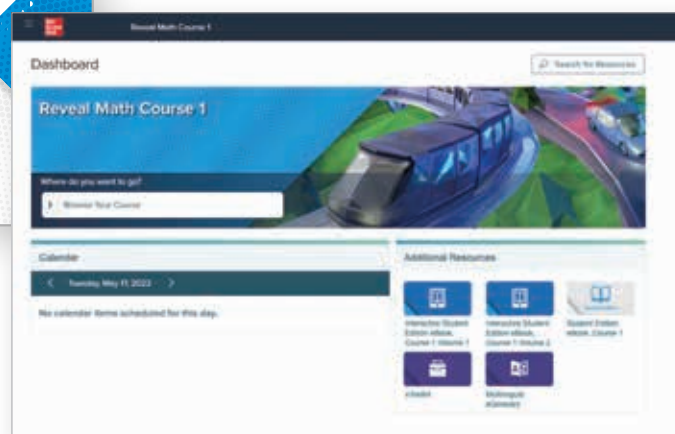 Reveal Math Course 1
Dashboard
Search for Resources
Reveal Math Course 1
Where do you want to go?
Browse Your Course
Calendar
Additional Resources
Tuesday, May 17, 2022
No calendar items scheduled for this day.
Interactive Student
Edition eBook,
Course 1 Volume 1
Interactive Student
Edition eBook,
Course 1 Volume 2
Student Edition
eBook, Course 1
eToolkit
Multilingual
eGlossary